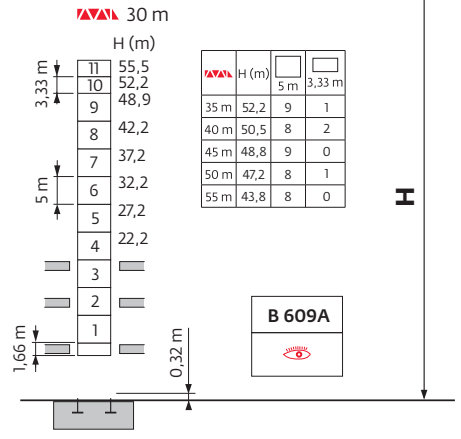 30 m
H (m)
11 55,5
10 52,2
48,9
9
8 42,2
7 37,2
6 32,2
5 27,2
4 22,2
3
2
1
3,33 m
5 m
1,66 m
0,32 m
H (m) 5 m 3,33 m
35 m 52,2 9 1
40 m 50,5 8 2
45 m 48,8 9 0
50 m 47,2 8 1
55 m 43,8 8 0
H
B 609A